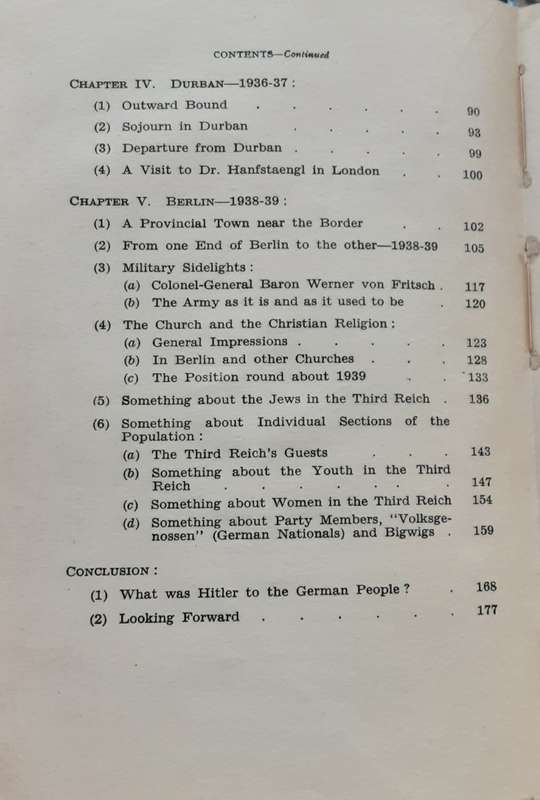 CONTENTS—Continued
CHAPTER IV. DURBAN—1936-37 :
(1) Outward Bound . . . . . . 90
(2) Sojourn in Durban . . . . . 93
(3) Departure from Durban . . . . . 99
(4) A Visit to Dr. Hanfstaengl in London . . 100
CHAPTER V. BERLIN—1938-39 :
(1) A Provincial Town near the Border . . 102
(2) From one End of Berlin to the other—1938-39 105
(3) Military Sidelights :
(a) Colonel-General Baron Werner von Fritsch . 117
(b) The Army as it is and as it used to be . 120
(4) The Church and the Christian Religion :
(a) General Impressions . . . . . 123
(b) In Berlin and other Churches . . . 128
(c) The Position round about 1939 . . 133
(5) Something about the Jews in the Third Reich . 136
(6) Something about Individual Sections of the
Population :
(a) The Third Reich's Guests . . . 143
(b) Something about the Youth in the Third
Reich . . . . . . . 147
(c) Something about Women in the Third Reich 154
(d) Something about Party Members, "Volksge-
nossen" (German Nationals) and Bigwigs . 159
CONCLUSION :
(1) What was Hitler to the German People ? . 168
(2) Looking Forward . . . . . . 177